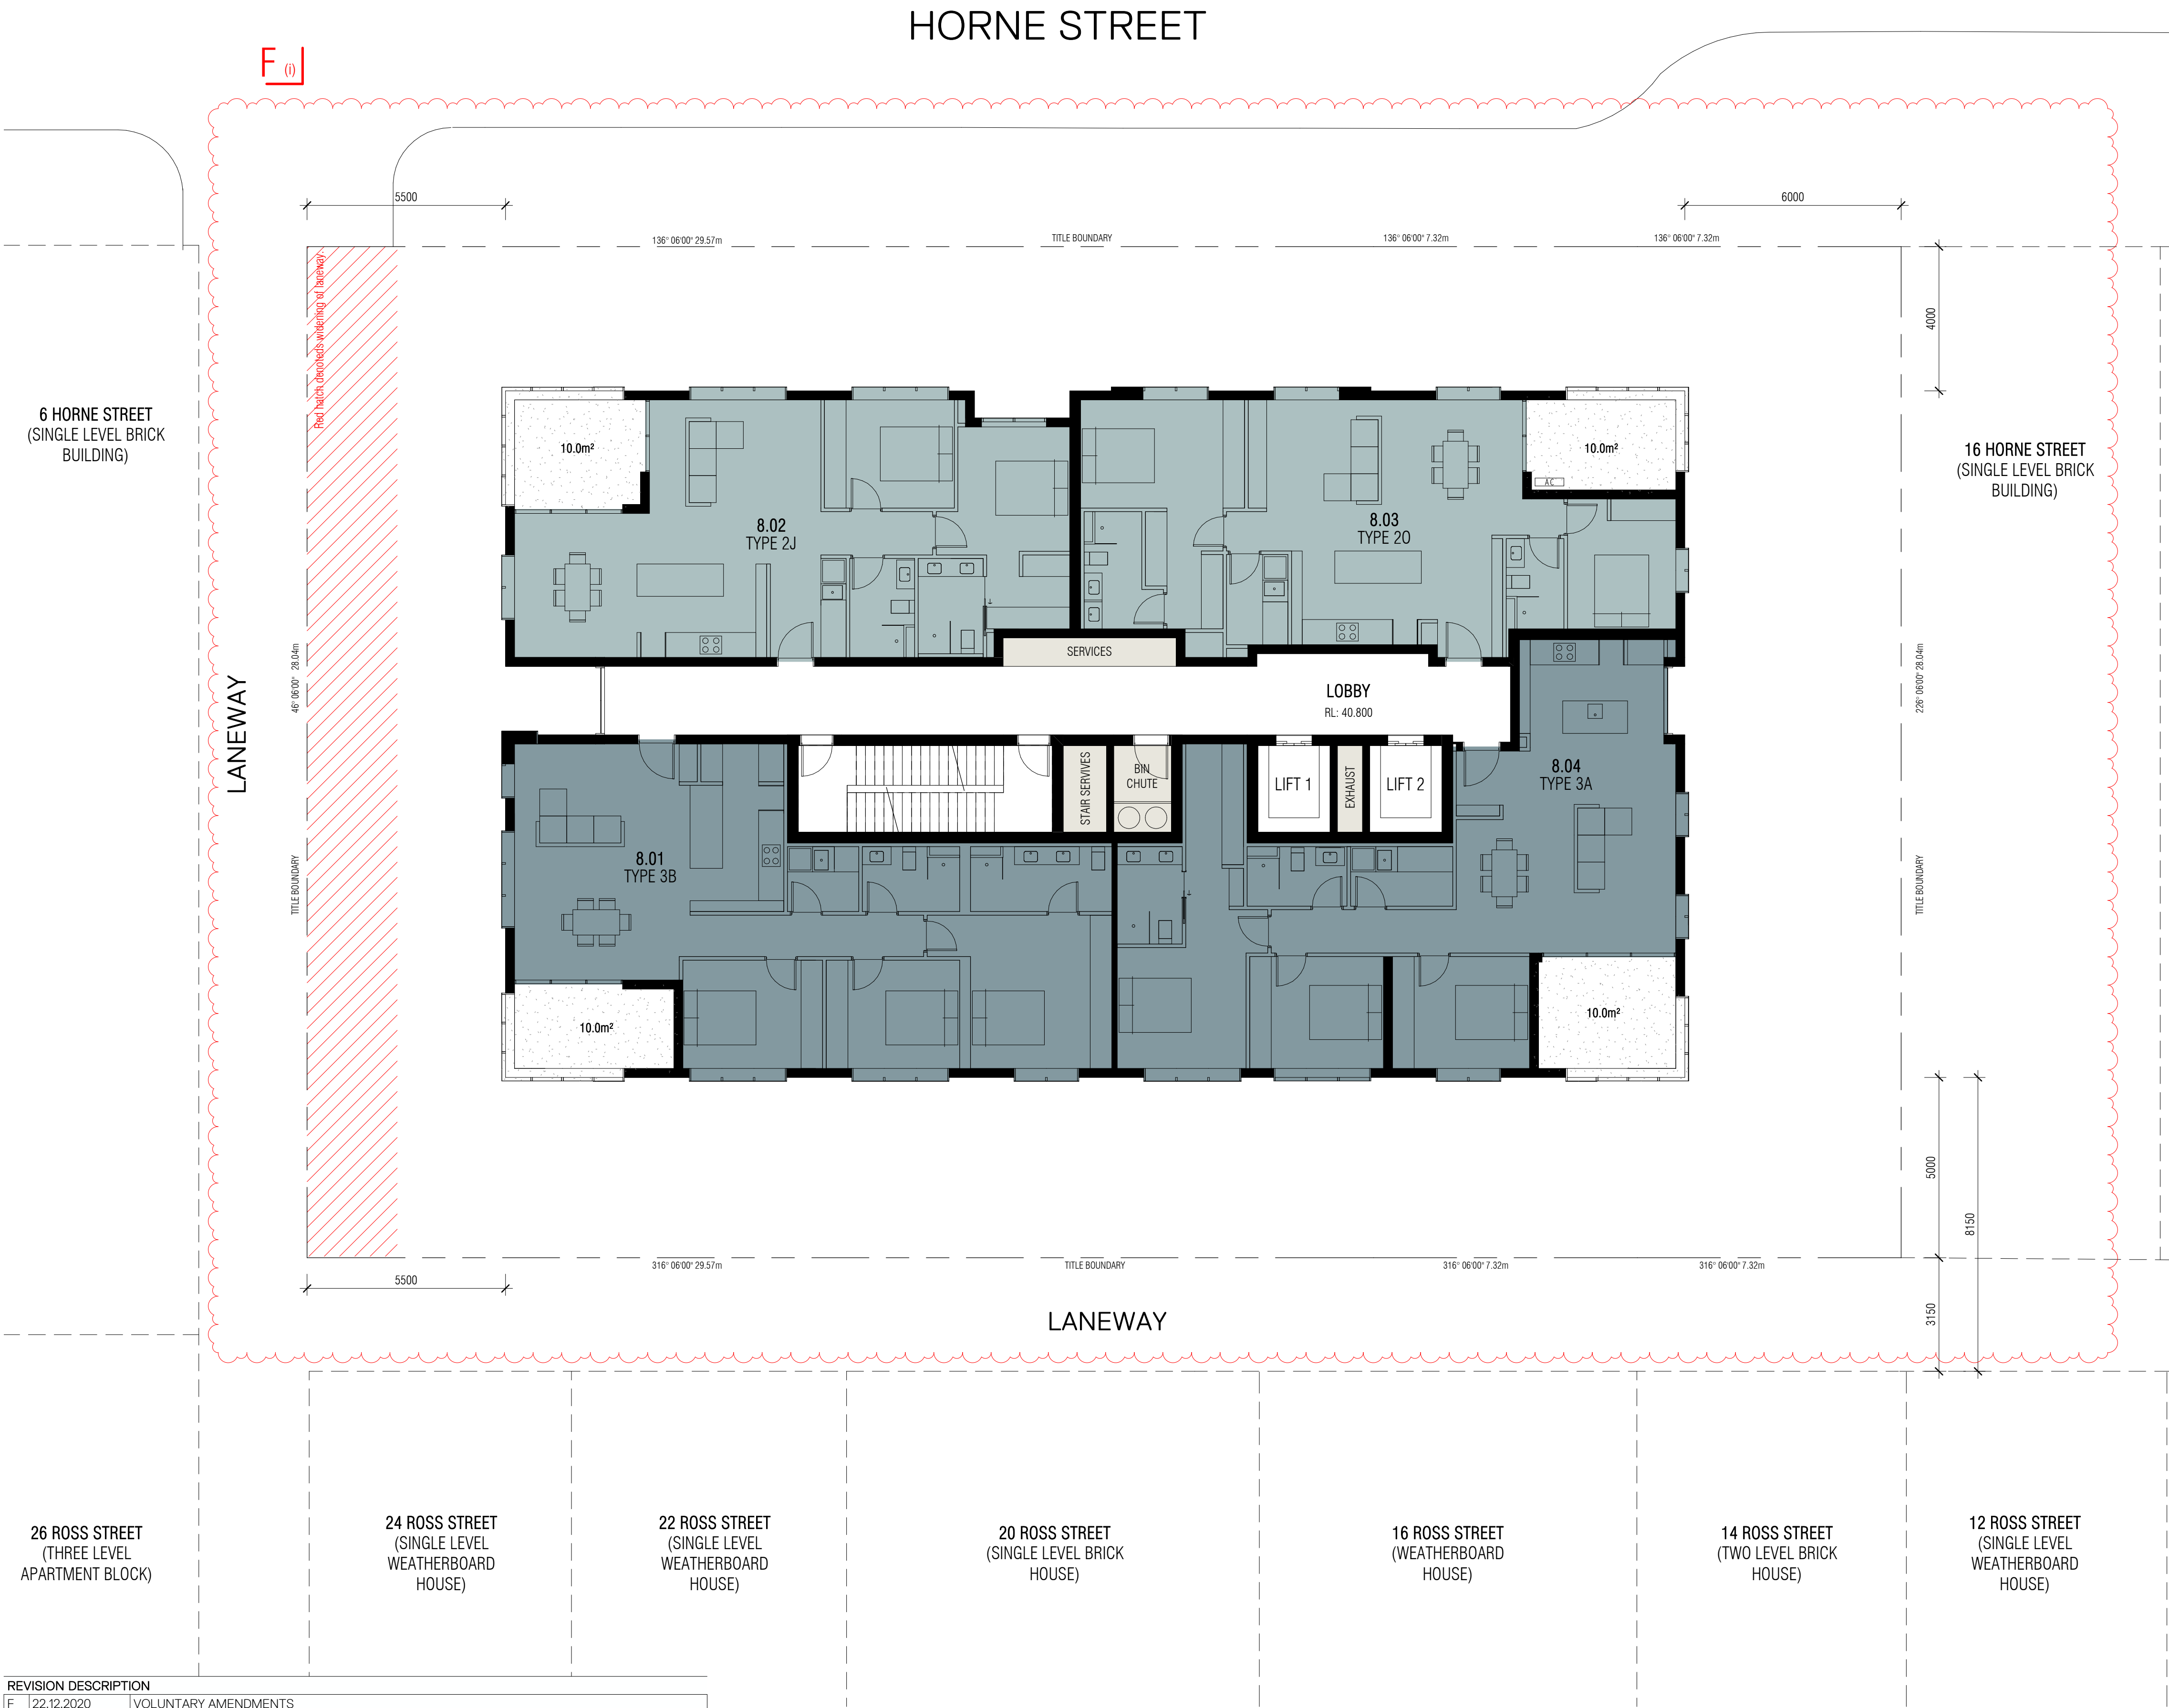 HORNE STREET
F (i)
5500
6000
136° 06'00" 29.57m
TITLE BOUNDARY
136° 06'00" 7.32m
136° 06'00" 7.32m
Red hatch denoteds widening of laneway.
4000
6 HORNE STREET
(SINGLE LEVEL BRICK
BUILDING)
10.0m²
8.02
TYPE 2J
8.03
TYPE 2O
10.0m²
A.C
16 HORNE STREET
(SINGLE LEVEL BRICK
BUILDING)
SERVICES
LOBBY
RL: 40.800
46° 06'00" 28.04m
226° 06'00" 28.04m
LANEWAY
STAIR SERVIVES
BIN
CHUTE
LIFT 1
EXHAUST
LIFT 2
8.04
TYPE 3A
8.01
TYPE 3B
TITLE BOUNDARY
TITLE BOUNDARY
10.0m²
10.0m²
5000
8150
3150
316° 06'00" 29.57m
TITLE BOUNDARY
316° 06'00" 7.32m
316° 06'00" 7.32m
5500
LANEWAY
26 ROSS STREET
(THREE LEVEL
APARTMENT BLOCK)
24 ROSS STREET
(SINGLE LEVEL
WEATHERBOARD
HOUSE)
22 ROSS STREET
(SINGLE LEVEL
WEATHERBOARD
HOUSE)
20 ROSS STREET
(SINGLE LEVEL BRICK
HOUSE)
16 ROSS STREET
(WEATHERBOARD
HOUSE)
14 ROSS STREET
(TWO LEVEL BRICK
HOUSE)
12 ROSS STREET
(SINGLE LEVEL
WEATHERBOARD
HOUSE)
REVISION DESCRIPTION
F 22.12.2020 VOLUNTARY AMENDMENTS